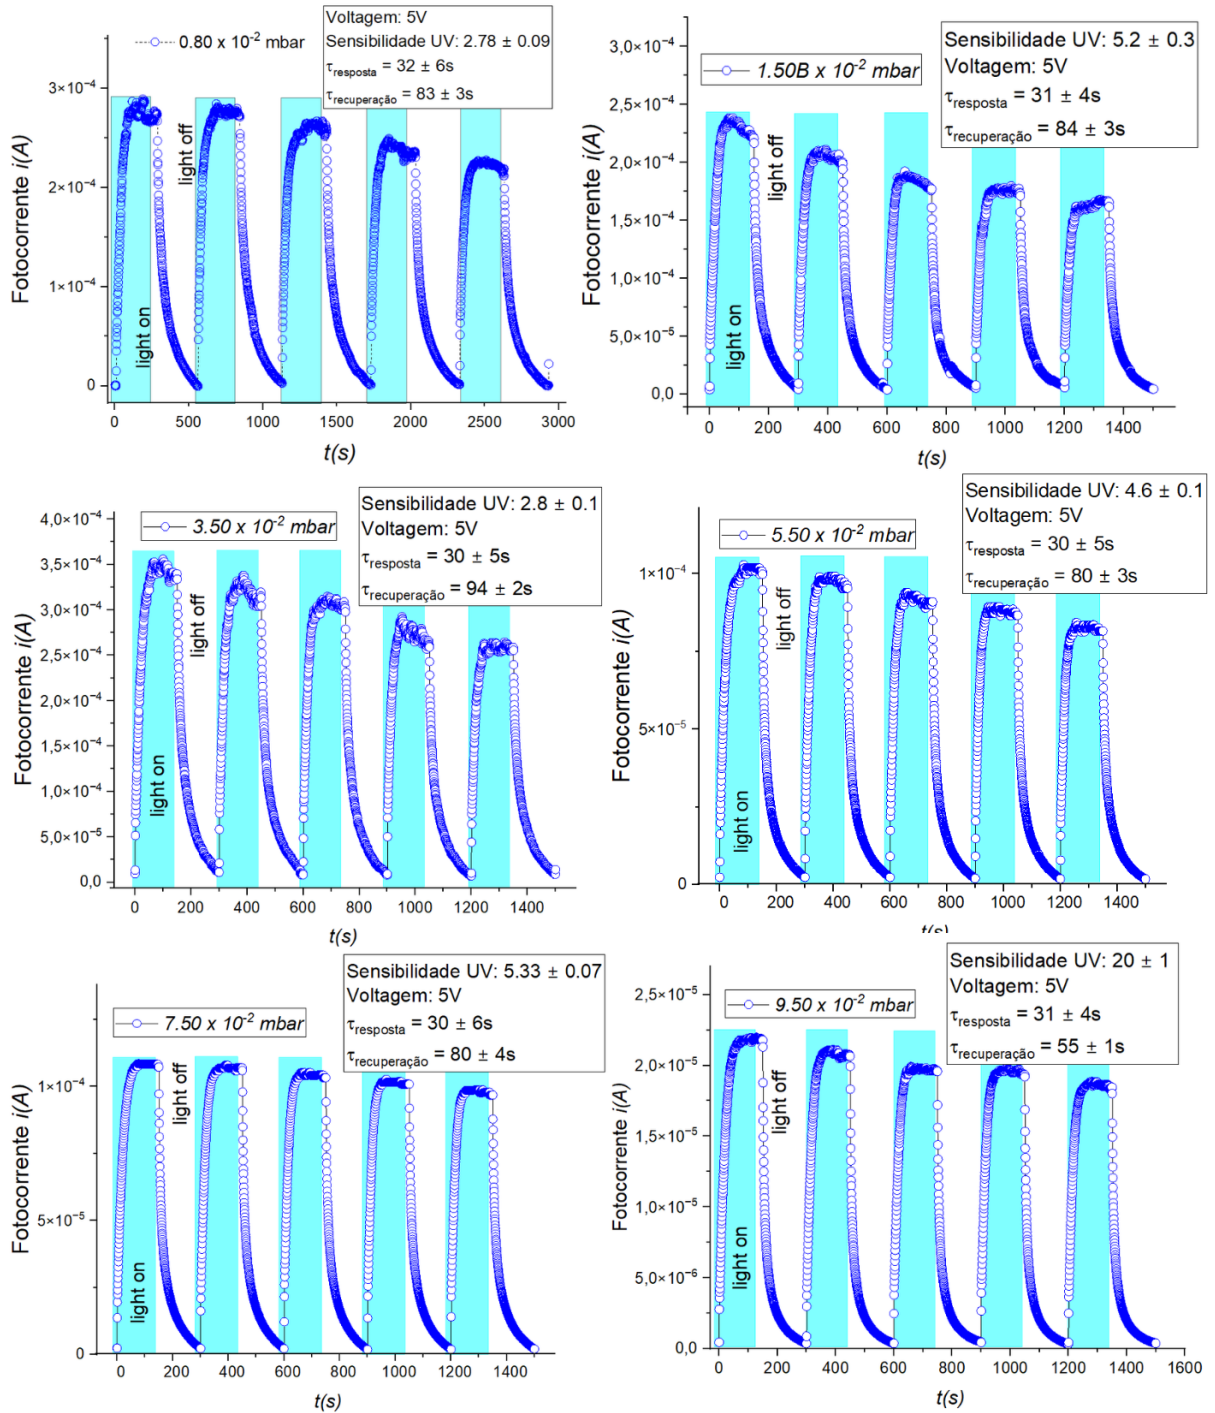 0.80 x 10⁻² mbar
Voltagem: 5V
Sensibilidade UV: 2.78 ± 0.09
τresposta = 32 ± 6s
τrecuperação = 83 ± 3s
Fotocorrente i(A)
3×10⁻⁴
2×10⁻⁴
1×10⁻⁴
0
light on
light off
0 500 1000 1500 2000 2500 3000
t(s)
1.50B x 10⁻² mbar
Sensibilidade UV: 5.2 ± 0.3
Voltagem: 5V
τresposta = 31 ± 4s
τrecuperação = 84 ± 3s
Fotocorrente i(A)
3,0×10⁻⁴
2,5×10⁻⁴
2,0×10⁻⁴
1,5×10⁻⁴
1,0×10⁻⁴
5,0×10⁻⁵
0,0
light on
light off
0 200 400 600 800 1000 1200 1400
t(s)
3.50 x 10⁻² mbar
Sensibilidade UV: 2.8 ± 0.1
Voltagem: 5V
τresposta = 30 ± 5s
τrecuperação = 94 ± 2s
Fotocorrente i(A)
4,0×10⁻⁴
3,5×10⁻⁴
3,0×10⁻⁴
2,5×10⁻⁴
2,0×10⁻⁴
1,5×10⁻⁴
1,0×10⁻⁴
5,0×10⁻⁵
0,0
light on
light off
0 200 400 600 800 1000 1200 1400
t(s)
5.50 x 10⁻² mbar
Sensibilidade UV: 4.6 ± 0.1
Voltagem: 5V
τresposta = 30 ± 5s
τrecuperação = 80 ± 3s
Fotocorrente i(A)
1×10⁻⁴
5×10⁻⁵
0
light on
light off
0 200 400 600 800 1000 1200 1400
t(s)
7.50 x 10⁻² mbar
Sensibilidade UV: 5.33 ± 0.07
Voltagem: 5V
τresposta = 30 ± 6s
τrecuperação = 80 ± 4s
Fotocorrente i(A)
1×10⁻⁴
5×10⁻⁵
0
light on
light off
0 200 400 600 800 1000 1200 1400
t(s)
9.50 x 10⁻² mbar
Sensibilidade UV: 20 ± 1
Voltagem: 5V
τresposta = 31 ± 4s
τrecuperação = 55 ± 1s
Fotocorrente i(A)
2,5×10⁻⁵
2,0×10⁻⁵
1,5×10⁻⁵
1,0×10⁻⁵
5,0×10⁻⁶
0,0
light on
light off
0 200 400 600 800 1000 1200 1400 1600
t(s)